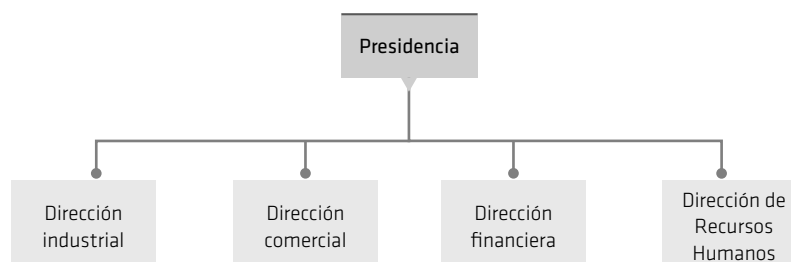 Presidencia
Dirección
industrial
Dirección
comercial
Dirección
financiera
Dirección de
Recursos
Humanos